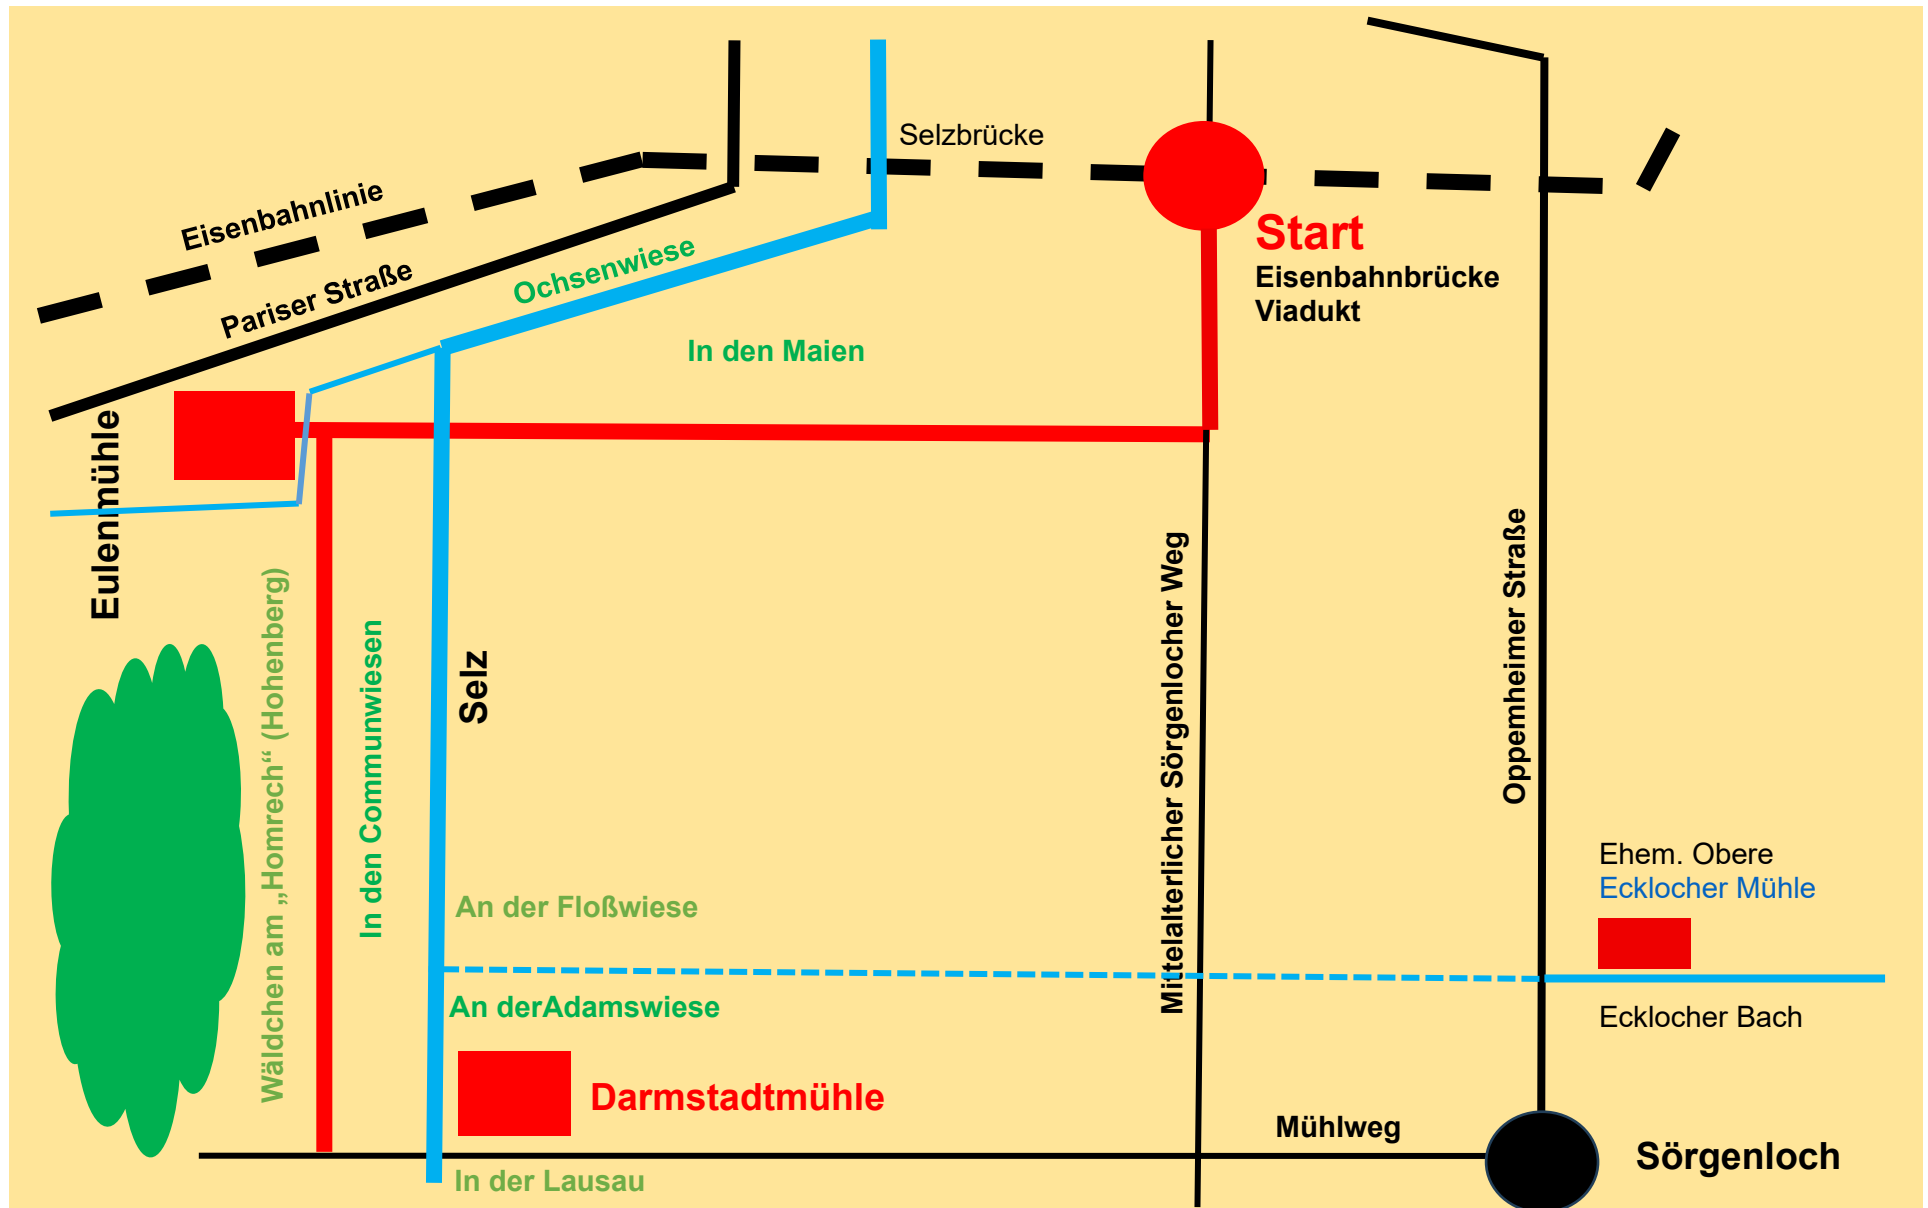 Selzbrücke
Eisenbahnlinie
Start
Eisenbahnbrücke
Viadukt
Pariser Straße
Ochsenwiese
In den Maien
Eulenmühle
Wäldchen am „Homrech“ (Hohenberg)
In den Communwiesen
Selz
Mittelalterlicher Sörgenlocher Weg
Oppemheimer Straße
Ehem. Obere
Ecklocher Mühle
An der Floßwiese
An derAdamswiese
Ecklocher Bach
Darmstadtmühle
Mühlweg
Sörgenloch
In der Lausau